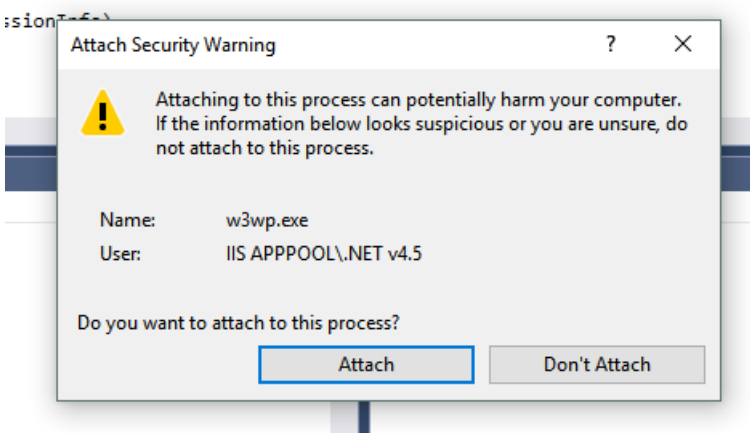 Attach Security Warning
?
Attaching to this process can potentially harm your computer.
If the information below looks suspicious or you are unsure, do
not attach to this process.
Name: w3wp.exe
User: IIS APPPOOL\.NET v4.5
Do you want to attach to this process?
Attach Don't Attach